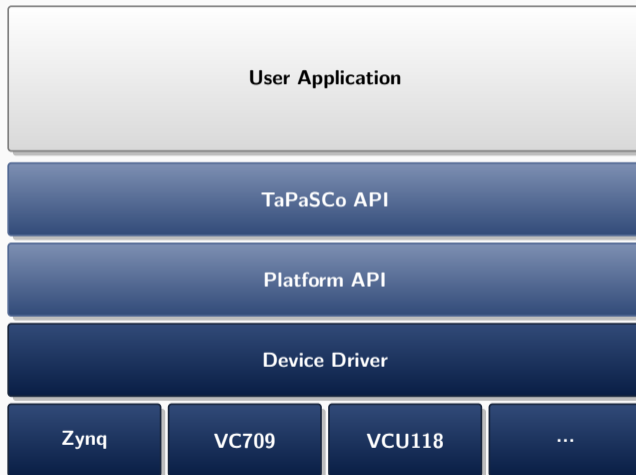 User Application
TaPaSCo API
Platform API
Device Driver
Zynq VC709 VCU118 ...